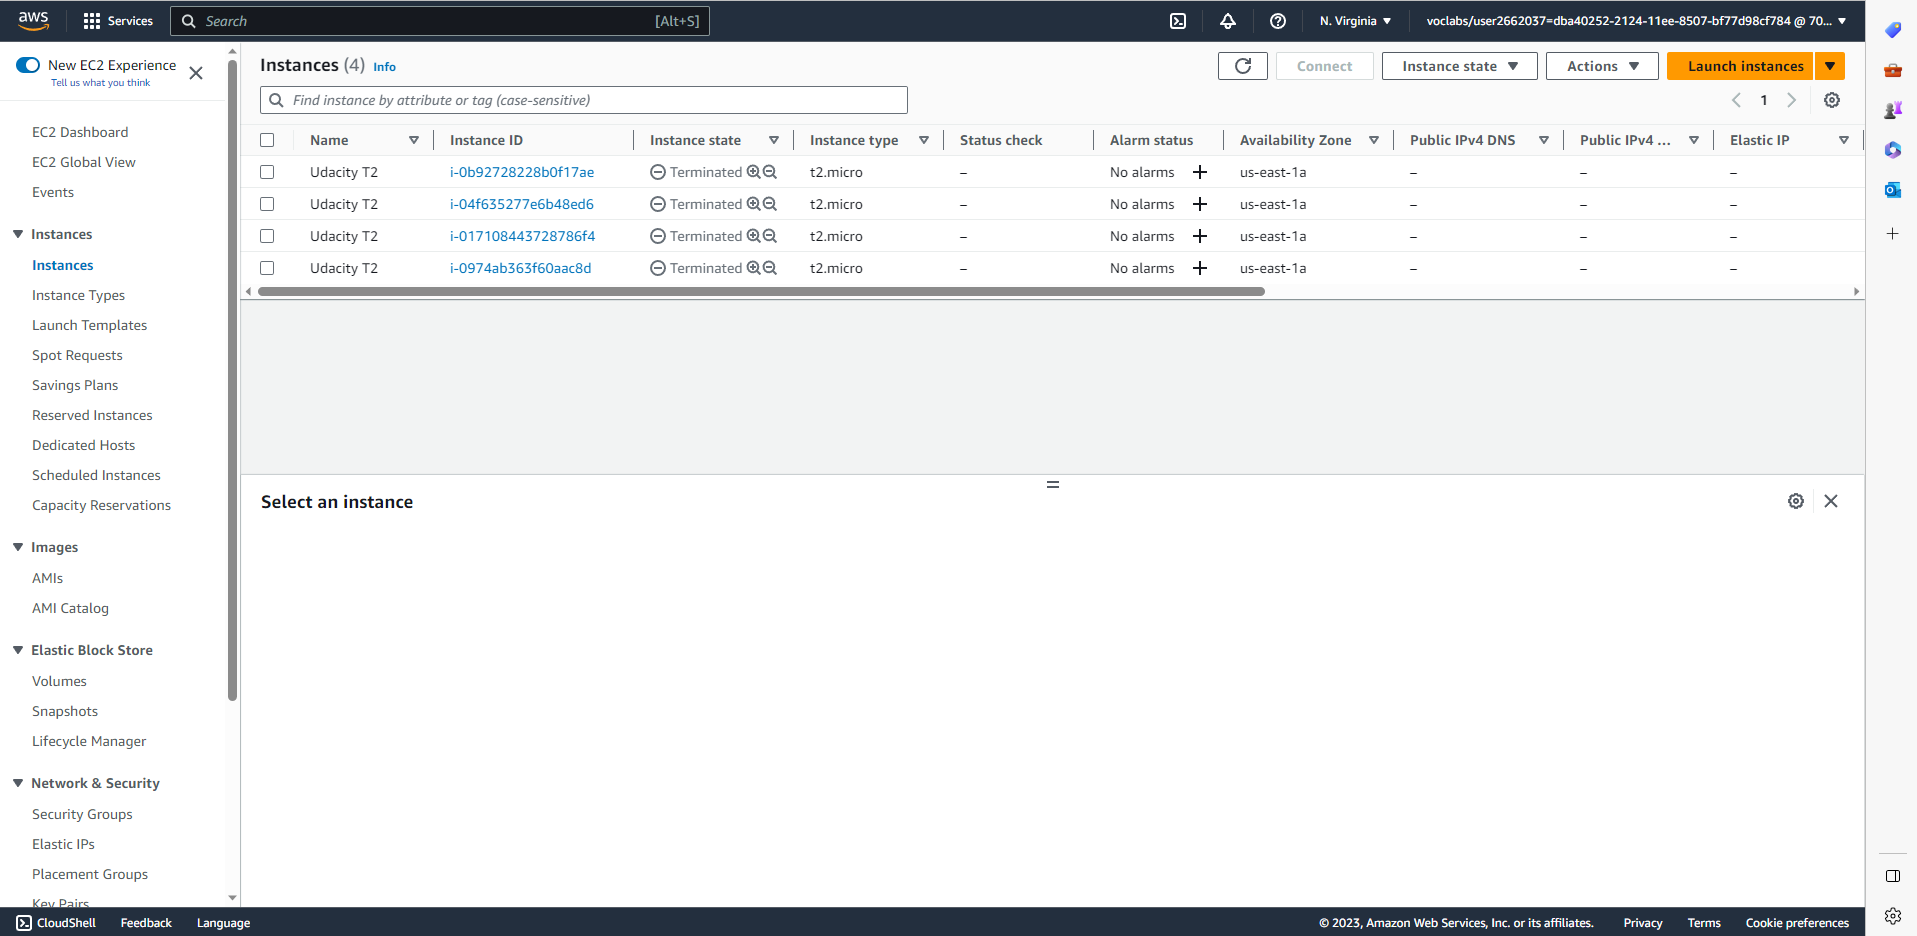 aws
Services
Search
[Alt+S]
N. Virginia
voclabs/user2662037=dba40252-2124-11ee-8507-bf77d98cf784 @ 70...
New EC2 Experience
Tell us what you think
EC2 Dashboard
EC2 Global View
Events
Instances
Instances
Instance Types
Launch Templates
Spot Requests
Savings Plans
Reserved Instances
Dedicated Hosts
Scheduled Instances
Capacity Reservations
Images
AMIs
AMI Catalog
Elastic Block Store
Volumes
Snapshots
Lifecycle Manager
Network & Security
Security Groups
Elastic IPs
Placement Groups
Key Pairs
Instances (4) Info
Connect
Instance state
Actions
Launch instances
Find instance by attribute or tag (case-sensitive)
1
Name Instance ID Instance state Instance type Status check Alarm status Availability Zone Public IPv4 DNS Public IPv4 ... Elastic IP
Udacity T2 i-0b92728228b0f17ae Terminated t2.micro – No alarms + us-east-1a – – –
Udacity T2 i-04f635277e6b48ed6 Terminated t2.micro – No alarms + us-east-1a – – –
Udacity T2 i-017108443728786f4 Terminated t2.micro – No alarms + us-east-1a – – –
Udacity T2 i-0974ab363f60aac8d Terminated t2.micro – No alarms + us-east-1a – – –
Select an instance
CloudShell Feedback Language
© 2023, Amazon Web Services, Inc. or its affiliates. Privacy Terms Cookie preferences